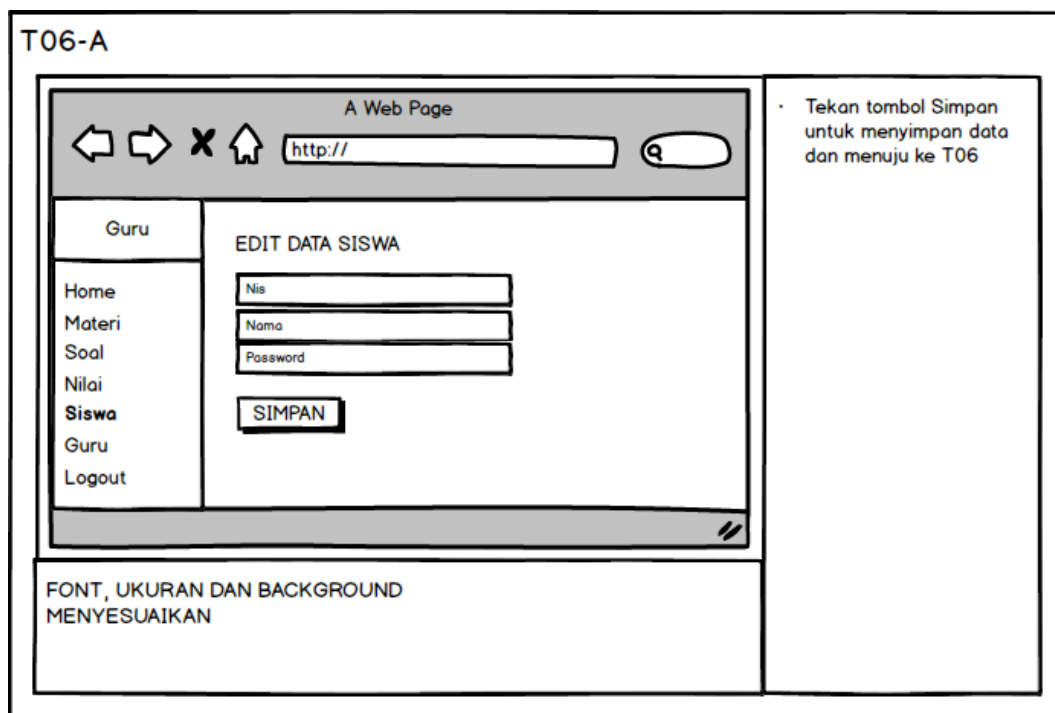 T06-A
A Web Page
http://
Guru
Home
Materi
Soal
Nilai
Siswa
Guru
Logout
EDIT DATA SISWA
Nis
Nama
Password
SIMPAN
· Tekan tombol Simpan
untuk menyimpan data
dan menuju ke T06
FONT, UKURAN DAN BACKGROUND
MENYESUAIKAN